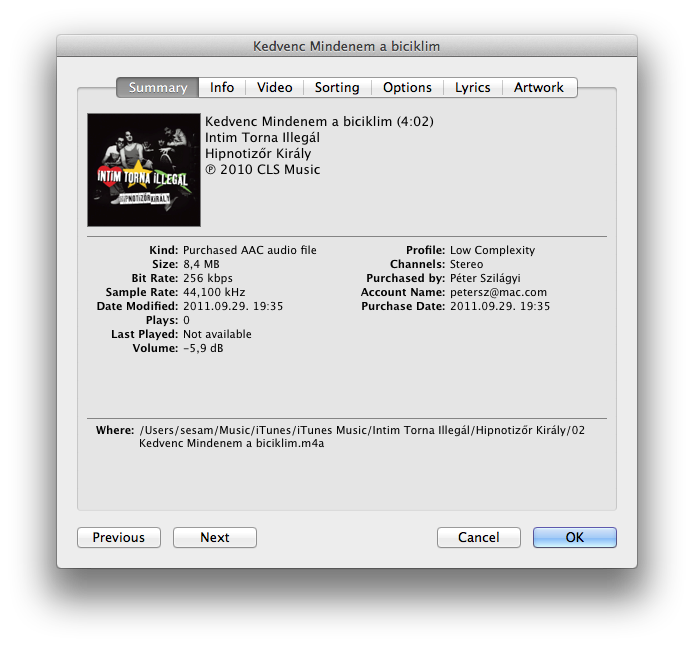 Kedvenc Mindenem a biciklim
Summary Info Video Sorting Options Lyrics Artwork
INTIM TORNA ILLEGÁL
HIPNOTIZŐR KIRÁLY
Kedvenc Mindenem a biciklim (4:02)
Intim Torna Illegál
Hipnotizőr Király
℗ 2010 CLS Music
Kind: Purchased AAC audio file
Size: 8,4 MB
Bit Rate: 256 kbps
Sample Rate: 44,100 kHz
Date Modified: 2011.09.29. 19:35
Plays: 0
Last Played: Not available
Volume: -5,9 dB
Profile: Low Complexity
Channels: Stereo
Purchased by: Péter Szilágyi
Account Name: petersz@mac.com
Purchase Date: 2011.09.29. 19:35
Where: /Users/sesam/Music/iTunes/iTunes Music/Intim Torna Illegál/Hipnotizőr Király/02
Kedvenc Mindenem a biciklim.m4a
Previous Next Cancel OK